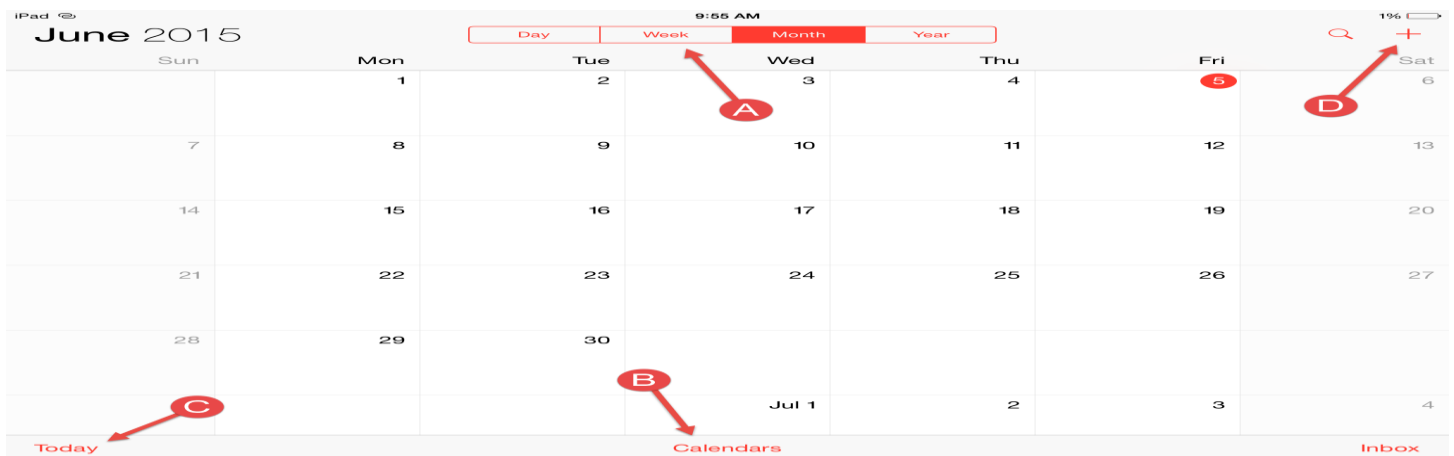 iPad 9:55 AM 1%
June 2015 Day Week Month Year
Sun Mon Tue Wed Thu Fri Sat
1 2 3 4 5 6
A D
7 8 9 10 11 12 13
14 15 16 17 18 19 20
21 22 23 24 25 26 27
28 29 30
B
C Jul 1 2 3 4
Today Calendars Inbox